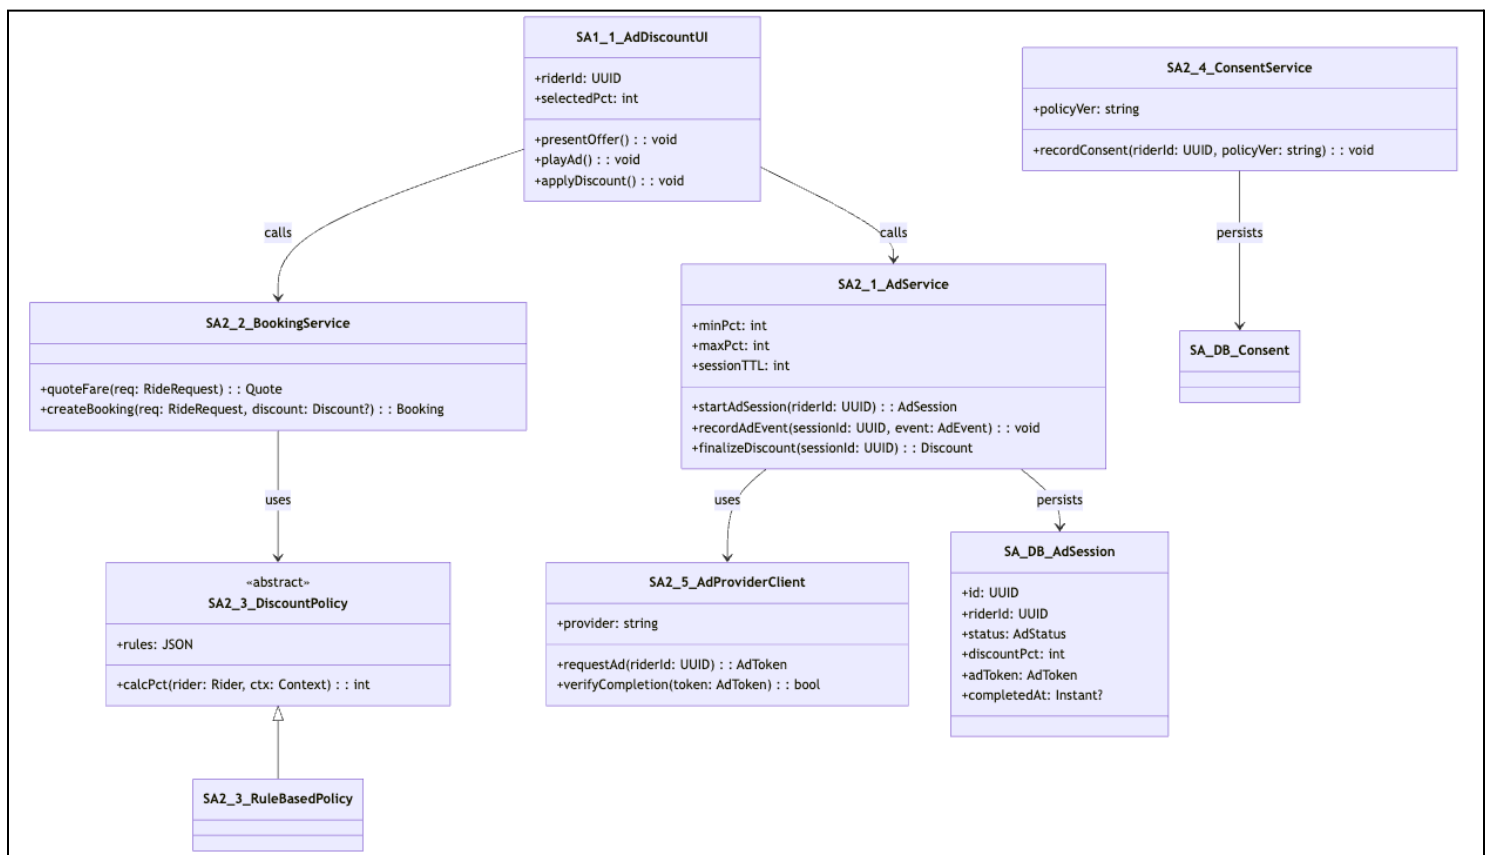 SA1_1_AdDiscountUI
+riderId: UUID
+selectedPct: int
+presentOffer() : : void
+playAd() : : void
+applyDiscount() : : void
SA2_4_ConsentService
+policyVer: string
+recordConsent(riderId: UUID, policyVer: string) : : void
calls
calls
persists
SA2_2_BookingService
+quoteFare(req: RideRequest) : : Quote
+createBooking(req: RideRequest, discount: Discount?) : : Booking
SA2_1_AdService
+minPct: int
+maxPct: int
+sessionTTL: int
+startAdSession(riderId: UUID) : : AdSession
+recordAdEvent(sessionId: UUID, event: AdEvent) : : void
+finalizeDiscount(sessionId: UUID) : : Discount
SA_DB_Consent
uses
uses
persists
«abstract»
SA2_3_DiscountPolicy
+rules: JSON
+calcPct(rider: Rider, ctx: Context) : : int
SA2_5_AdProviderClient
+provider: string
+requestAd(riderId: UUID) : : AdToken
+verifyCompletion(token: AdToken) : : bool
SA_DB_AdSession
+id: UUID
+riderId: UUID
+status: AdStatus
+discountPct: int
+adToken: AdToken
+completedAt: Instant?
SA2_3_RuleBasedPolicy